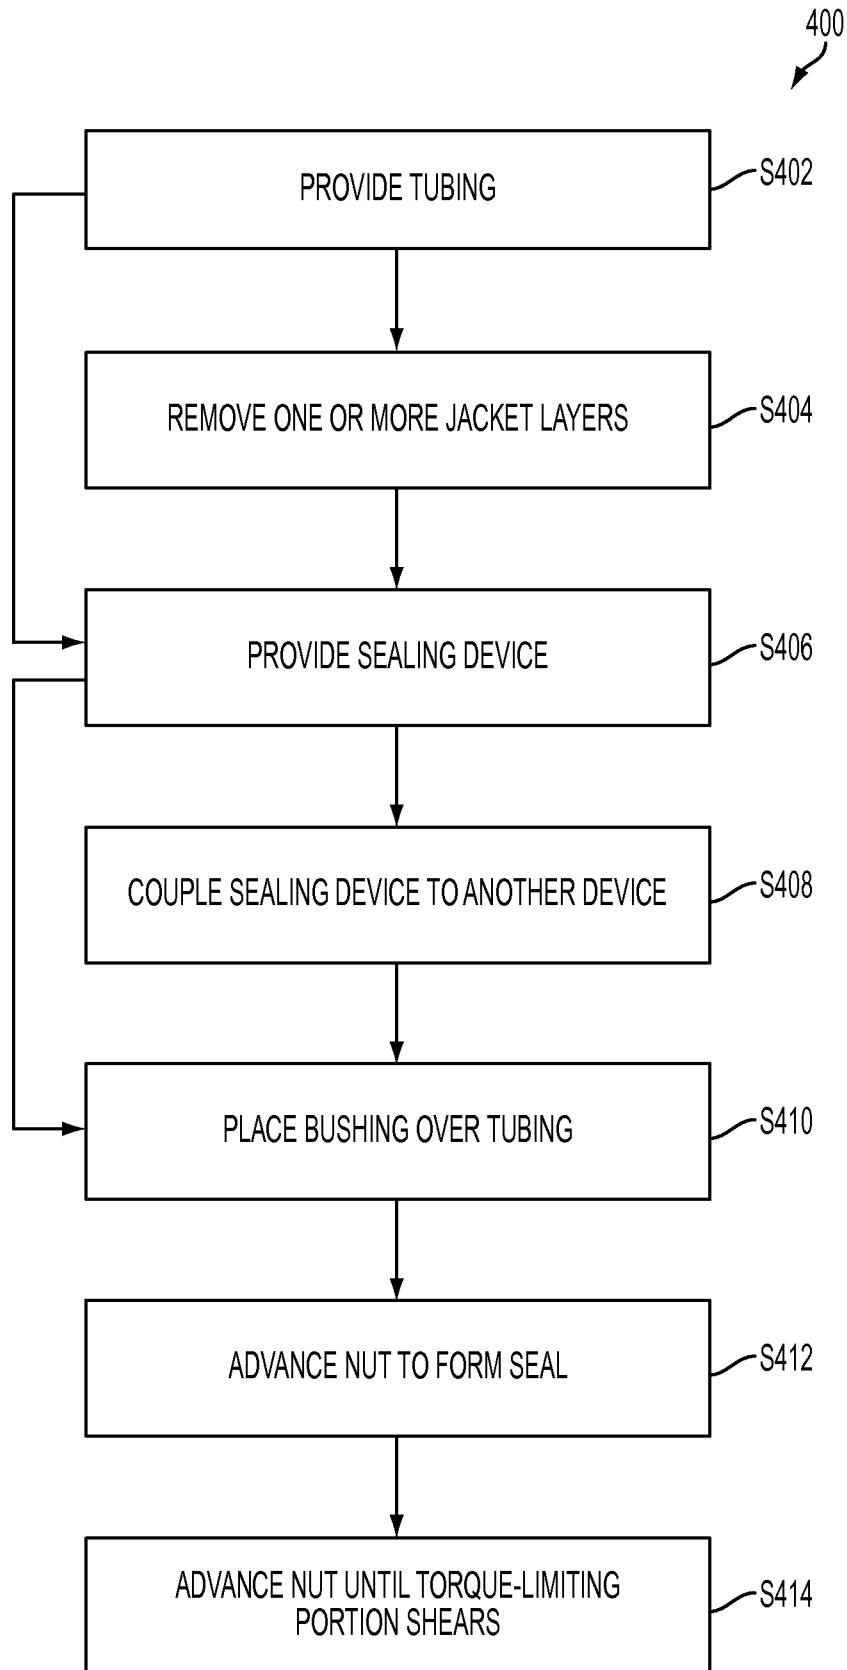 400
PROVIDE TUBING
S402
REMOVE ONE OR MORE JACKET LAYERS
S404
PROVIDE SEALING DEVICE
S406
COUPLE SEALING DEVICE TO ANOTHER DEVICE
S408
PLACE BUSHING OVER TUBING
S410
ADVANCE NUT TO FORM SEAL
S412
ADVANCE NUT UNTIL TORQUE-LIMITING
PORTION SHEARS
S414